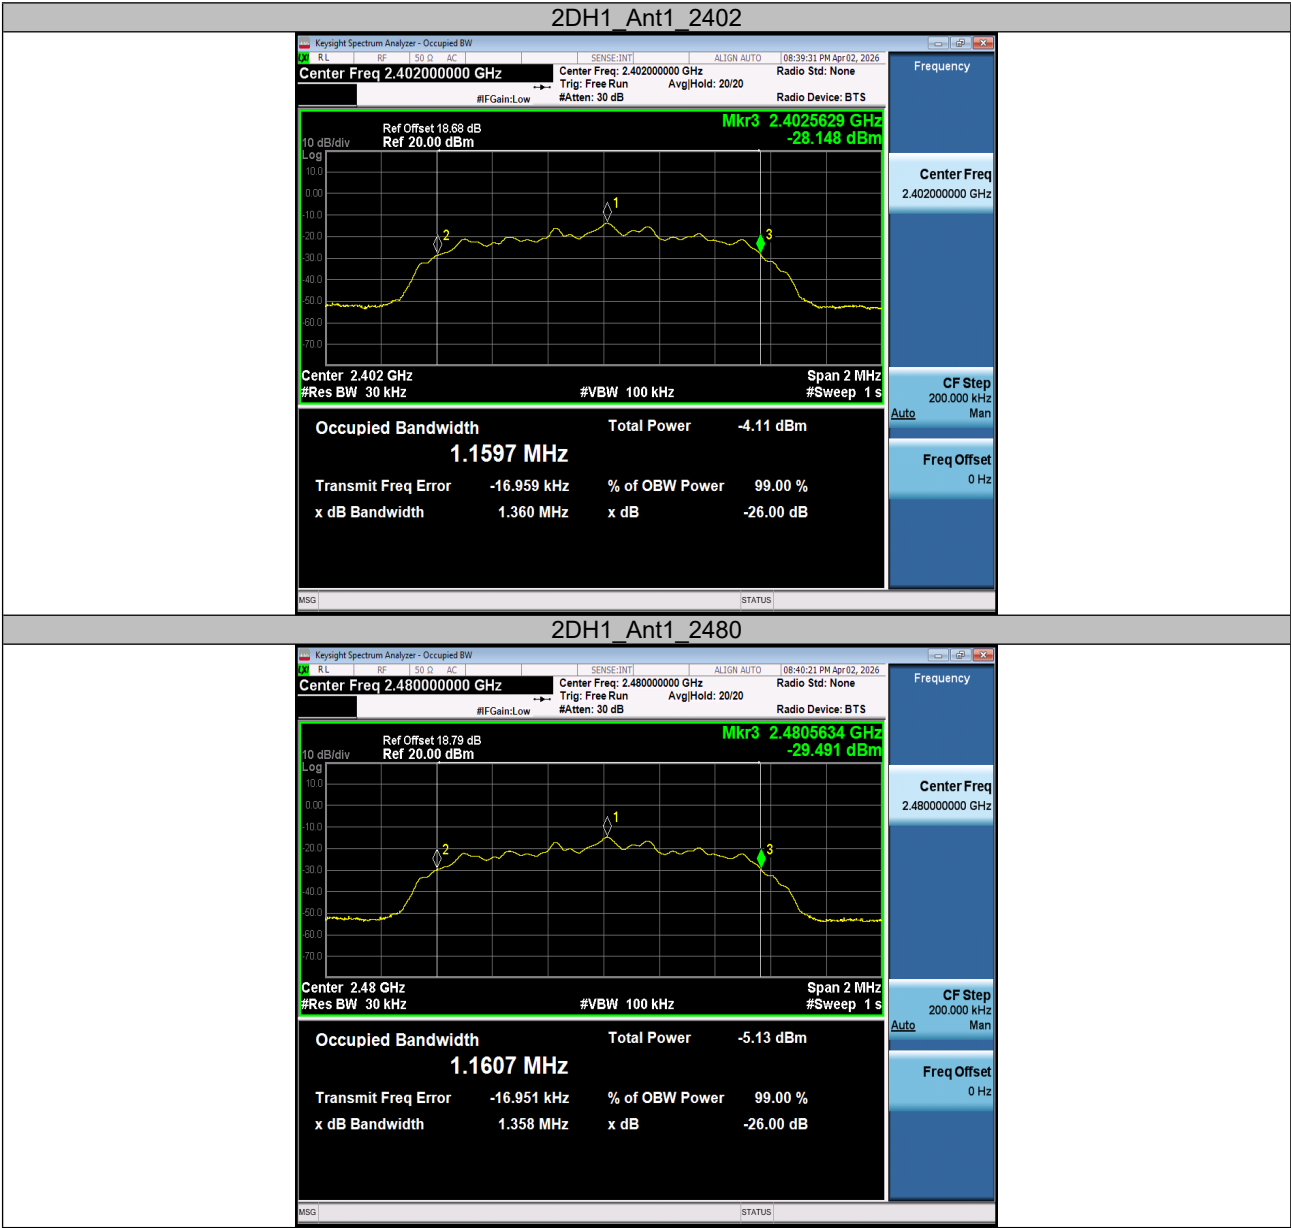 2DH1_Ant1_2402
Keysight Spectrum Analyzer - Occupied BW
RL RF 50 Ω AC SENSE:INT ALIGN AUTO 08:39:31 PM Apr 02, 2026
Center Freq 2.402000000 GHz
Center Freq: 2.402000000 GHz Radio Std: None
Trig: Free Run Avg|Hold: 20/20
#IFGain:Low #Atten: 30 dB Radio Device: BTS
Frequency
Mkr3 2.4025629 GHz
-28.148 dBm
Ref Offset 18.68 dB
10 dB/div Ref 20.00 dBm
Log
10.0
0.00
-10.0
-20.0
-30.0
-40.0
-50.0
-60.0
-70.0
1
2
3
Center Freq
2.402000000 GHz
Center 2.402 GHz Span 2 MHz
#Res BW 30 kHz #VBW 100 kHz #Sweep 1 s
CF Step
200.000 kHz
Auto Man
Occupied Bandwidth Total Power -4.11 dBm
1.1597 MHz
Transmit Freq Error -16.959 kHz % of OBW Power 99.00 %
x dB Bandwidth 1.360 MHz x dB -26.00 dB
Freq Offset
0 Hz
MSG STATUS
2DH1_Ant1_2480
Keysight Spectrum Analyzer - Occupied BW
RL RF 50 Ω AC SENSE:INT ALIGN AUTO 08:40:21 PM Apr 02, 2026
Center Freq 2.480000000 GHz
Center Freq: 2.480000000 GHz Radio Std: None
Trig: Free Run Avg|Hold: 20/20
#IFGain:Low #Atten: 30 dB Radio Device: BTS
Frequency
Mkr3 2.4805634 GHz
-29.491 dBm
Ref Offset 18.79 dB
10 dB/div Ref 20.00 dBm
Log
10.0
0.00
-10.0
-20.0
-30.0
-40.0
-50.0
-60.0
-70.0
1
2
3
Center Freq
2.480000000 GHz
Center 2.48 GHz Span 2 MHz
#Res BW 30 kHz #VBW 100 kHz #Sweep 1 s
CF Step
200.000 kHz
Auto Man
Occupied Bandwidth Total Power -5.13 dBm
1.1607 MHz
Transmit Freq Error -16.951 kHz % of OBW Power 99.00 %
x dB Bandwidth 1.358 MHz x dB -26.00 dB
Freq Offset
0 Hz
MSG STATUS